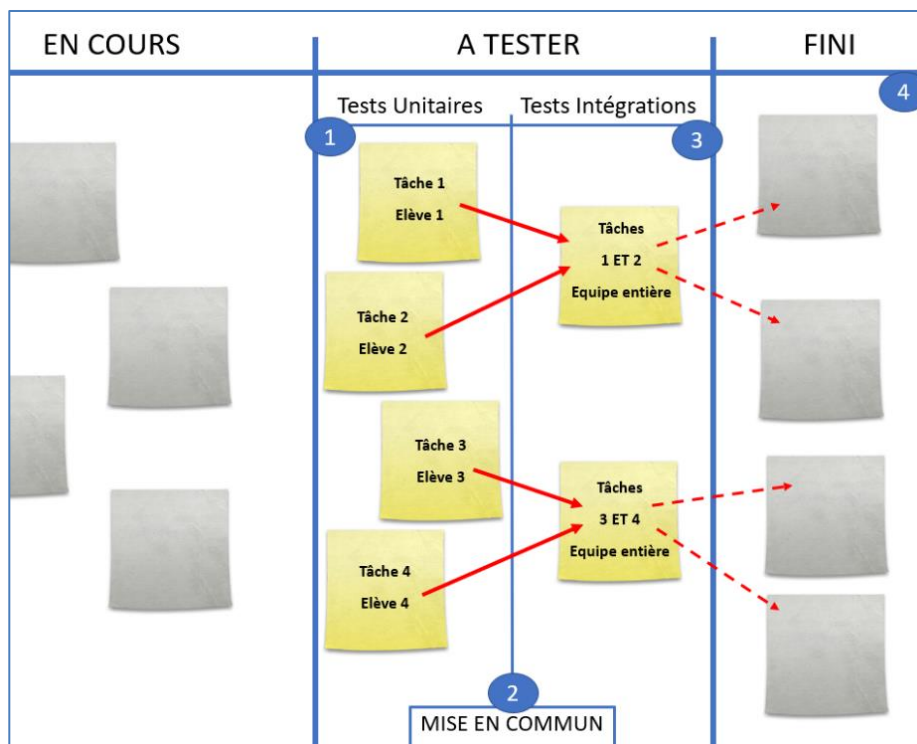 EN COURS
A TESTER
FINI
Tests Unitaires
Tests Intégrations
1
3
4
Tâche 1
Elève 1
Tâche 2
Elève 2
Tâche 3
Elève 3
Tâche 4
Elève 4
Tâches
1 ET 2
Equipe entière
Tâches
3 ET 4
Equipe entière
2
MISE EN COMMUN